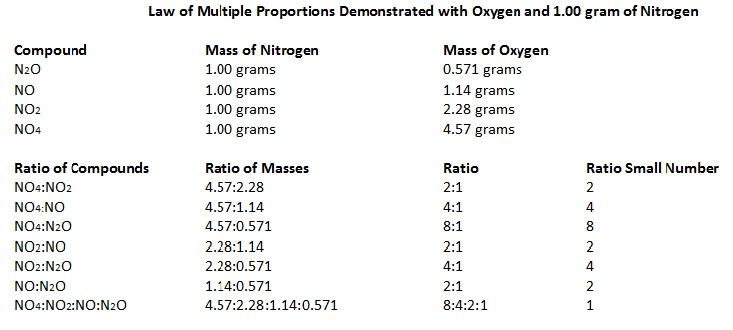 Law of Multiple Proportions Demonstrated with Oxygen and 1.00 gram of Nitrogen
Compound Mass of Nitrogen Mass of Oxygen
N2O 1.00 grams 0.571 grams
NO 1.00 grams 1.14 grams
NO2 1.00 grams 2.28 grams
NO4 1.00 grams 4.57 grams
Ratio of Compounds Ratio of Masses Ratio Ratio Small Number
NO4:NO2 4.57:2.28 2:1 2
NO4:NO 4.57:1.14 4:1 4
NO4:N2O 4.57:0.571 8:1 8
NO2:NO 2.28:1.14 2:1 2
NO2:N2O 2.28:0.571 4:1 4
NO:N2O 1.14:0.571 2:1 2
NO4:NO2:NO:N2O 4.57:2.28:1.14:0.571 8:4:2:1 1